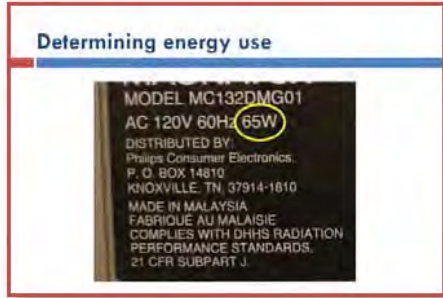 Determining energy use
MODEL MC132DMG01
AC 120V 60Hz 65W
DISTRIBUTED BY:
Philips Consumer Electronics.
P. O. BOX 14810
KNOXVILLE, TN, 37914-1810
MADE IN MALAYSIA
FABRIQUE AU MALAISIE
COMPLIES WITH DHHS RADIATION
PERFORMANCE STANDARDS,
21 CFR SUBPART J.